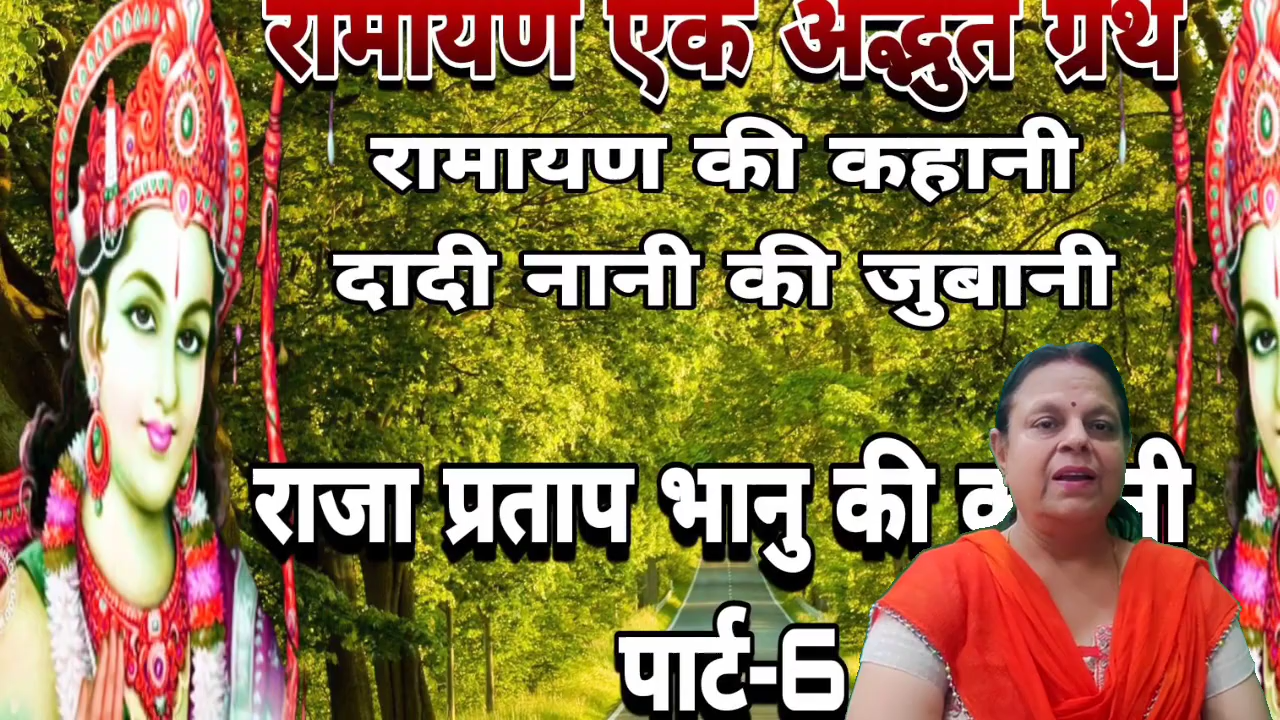 रामायण एक अद्भुत ग्रंथ
रामायण की कहानी
दादी नानी की जुबानी
राजा प्रताप भानु की
पार्ट-6